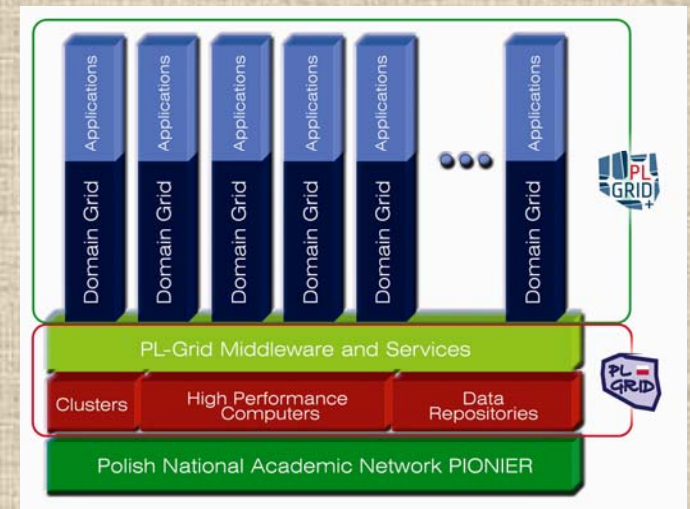 Applications
Applications
Applications
Applications
Applications
Applications
Domain Grid
Domain Grid
Domain Grid
Domain Grid
Domain Grid
Domain Grid
PL
GRID
+
PL-Grid Middleware and Services
PL
GRID
Clusters
High Performance
Computers
Data
Repositories
Polish National Academic Network PIONIER